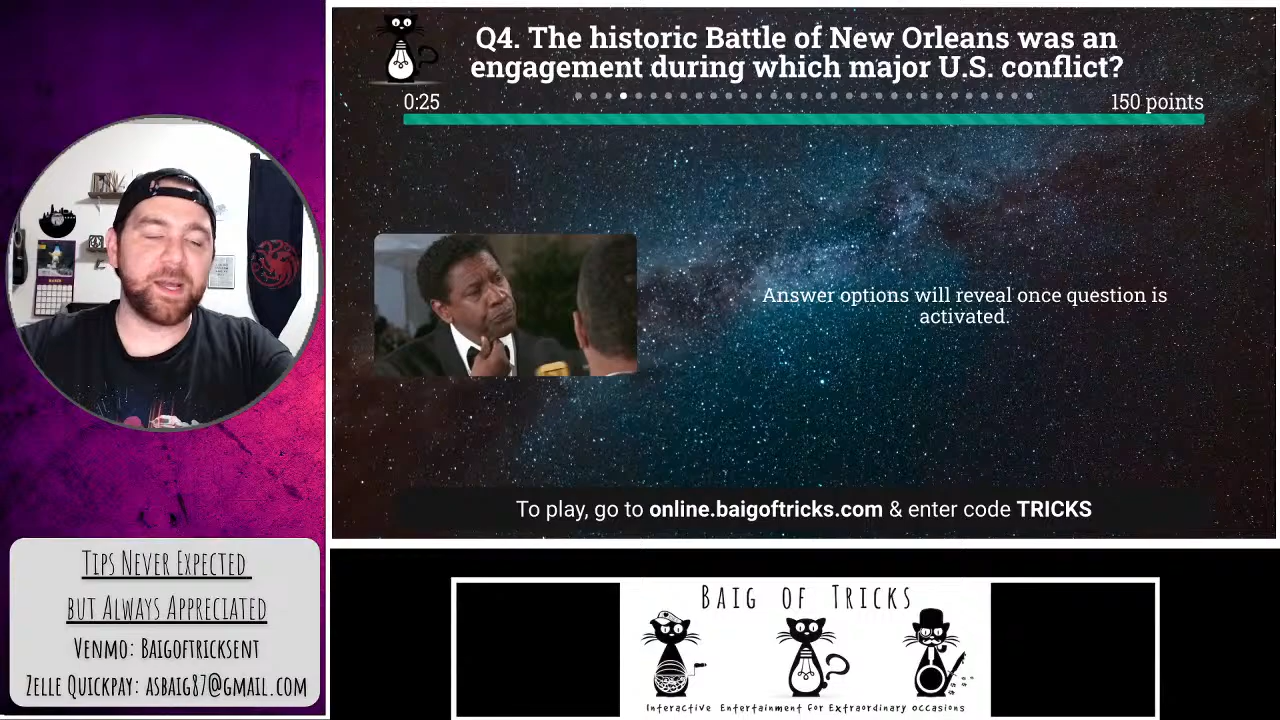 Q4. The historic Battle of New Orleans was an
engagement during which major U.S. conflict?
0:25
150 points
Answer options will reveal once question is
activated.
To play, go to online.baigoftricks.com & enter code TRICKS
Tips Never Expected
but Always Appreciated
Venmo: Baigoftricksent
Zelle Quickpay: asbaig87@gmail.com
Baig of Tricks
Interactive Entertainment for Extraordinary Occasions